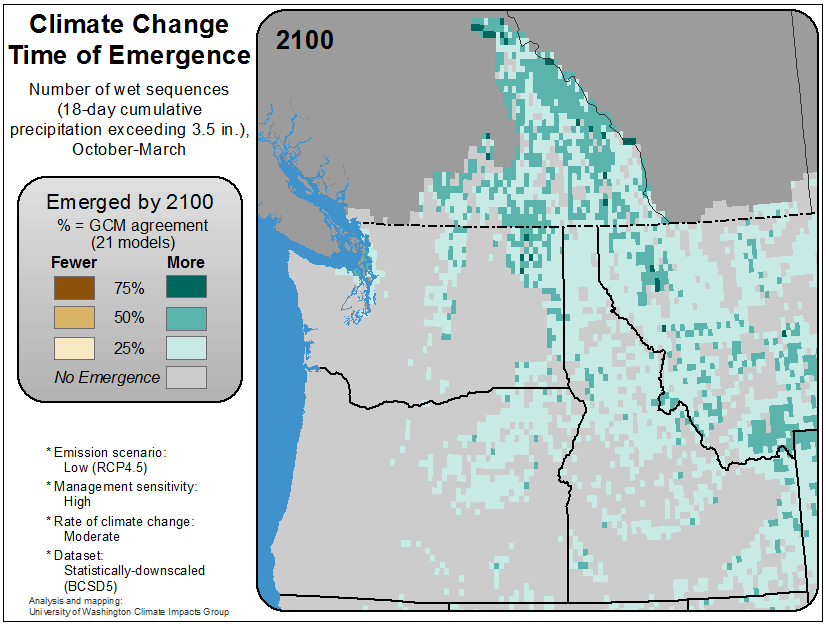 Climate Change
Time of Emergence
Number of wet sequences
(18-day cumulative
precipitation exceeding 3.5 in.),
October-March
Emerged by 2100
% = GCM agreement
(21 models)
Fewer More
75%
50%
25%
No Emergence
* Emission scenario:
Low (RCP4.5)
* Management sensitivity:
High
* Rate of climate change:
Moderate
* Dataset:
Statistically-downscaled
(BCSD5)
Analysis and mapping:
University of Washington Climate Impacts Group
2100